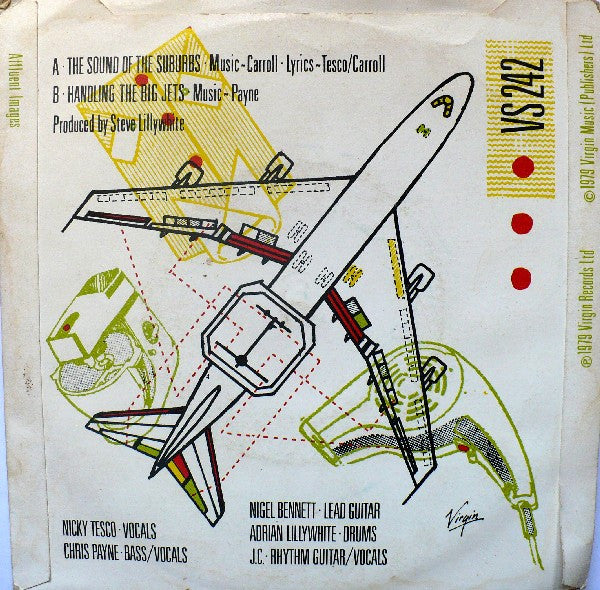 A · THE SOUND OF THE SUBURBS · Music ~ Carroll · Lyrics ~ Tesco/Carroll
B · HANDLING THE BIG JETS · Music ~ Payne
Produced by Steve Lillywhite
Affluent Images
VS 242
©1979 Virgin Music (Publishers) Ltd
℗1979 Virgin Records Ltd
NICKY TESCO · VOCALS
CHRIS PAYNE · BASS/VOCALS
NIGEL BENNETT · LEAD GUITAR
ADRIAN LILLYWHITE · DRUMS
J.C. · RHYTHM GUITAR/VOCALS
Virgin